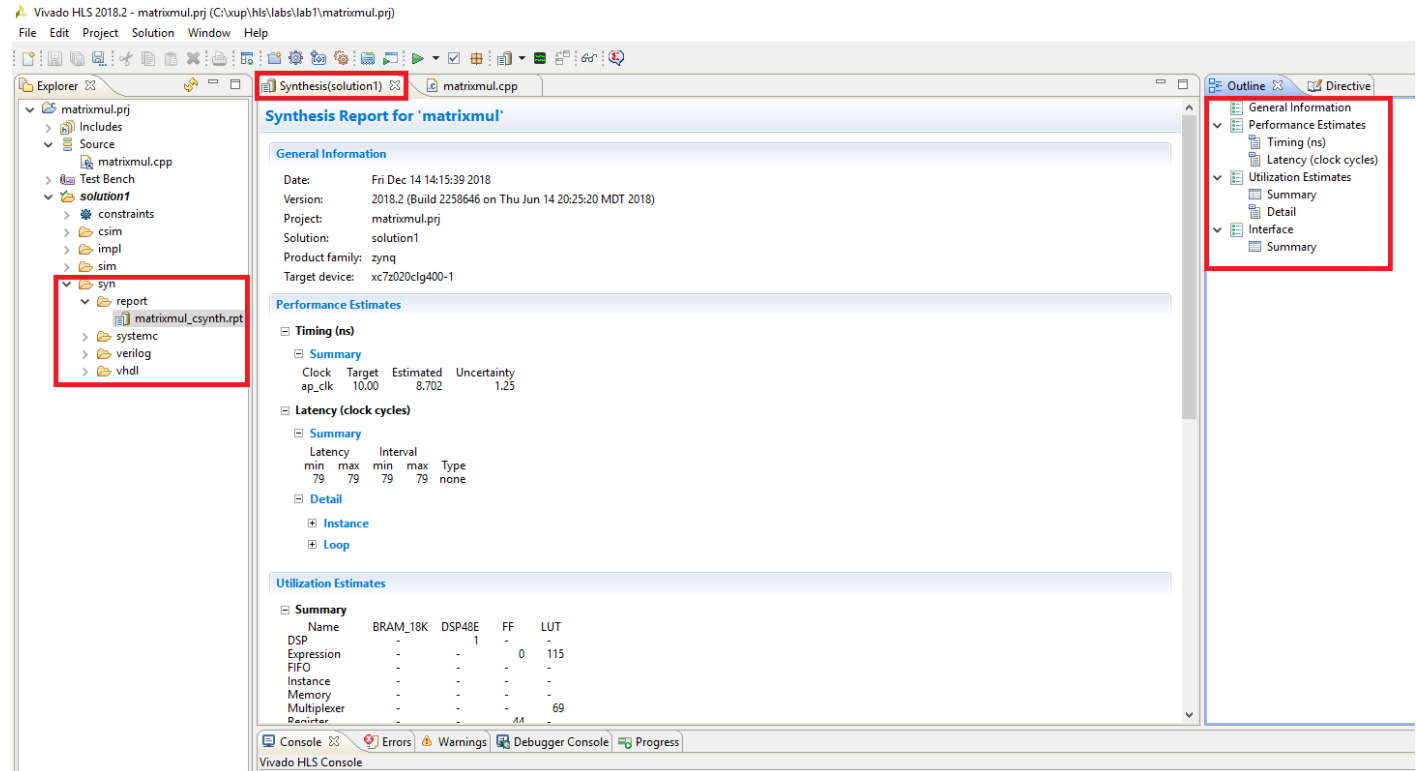 Vivado HLS 2018.2 - matrixmul.prj (C:\xup\hls\labs\lab1\matrixmul.prj)
File Edit Project Solution Window Help
Explorer
matrixmul.prj
Includes
Source
matrixmul.cpp
Test Bench
solution1
constraints
csim
impl
sim
syn
report
matrixmul_csynth.rpt
systemc
verilog
vhdl
Synthesis(solution1) matrixmul.cpp
Synthesis Report for 'matrixmul'
General Information
Date: Fri Dec 14 14:15:39 2018
Version: 2018.2 (Build 2258646 on Thu Jun 14 20:25:20 MDT 2018)
Project: matrixmul.prj
Solution: solution1
Product family: zynq
Target device: xc7z020clg400-1
Performance Estimates
Timing (ns)
Summary
Clock Target Estimated Uncertainty
ap_clk 10.00 8.702 1.25
Latency (clock cycles)
Summary
Latency Interval
min max min max Type
79 79 79 79 none
Detail
Instance
Loop
Utilization Estimates
Summary
Name BRAM_18K DSP48E FF LUT
DSP - 1 - -
Expression - - 0 115
FIFO - - - -
Instance - - - -
Memory - - - -
Multiplexer - - - 69
Register - - 44 -
Outline Directive
General Information
Performance Estimates
Timing (ns)
Latency (clock cycles)
Utilization Estimates
Summary
Detail
Interface
Summary
Console Errors Warnings Debugger Console Progress
Vivado HLS Console